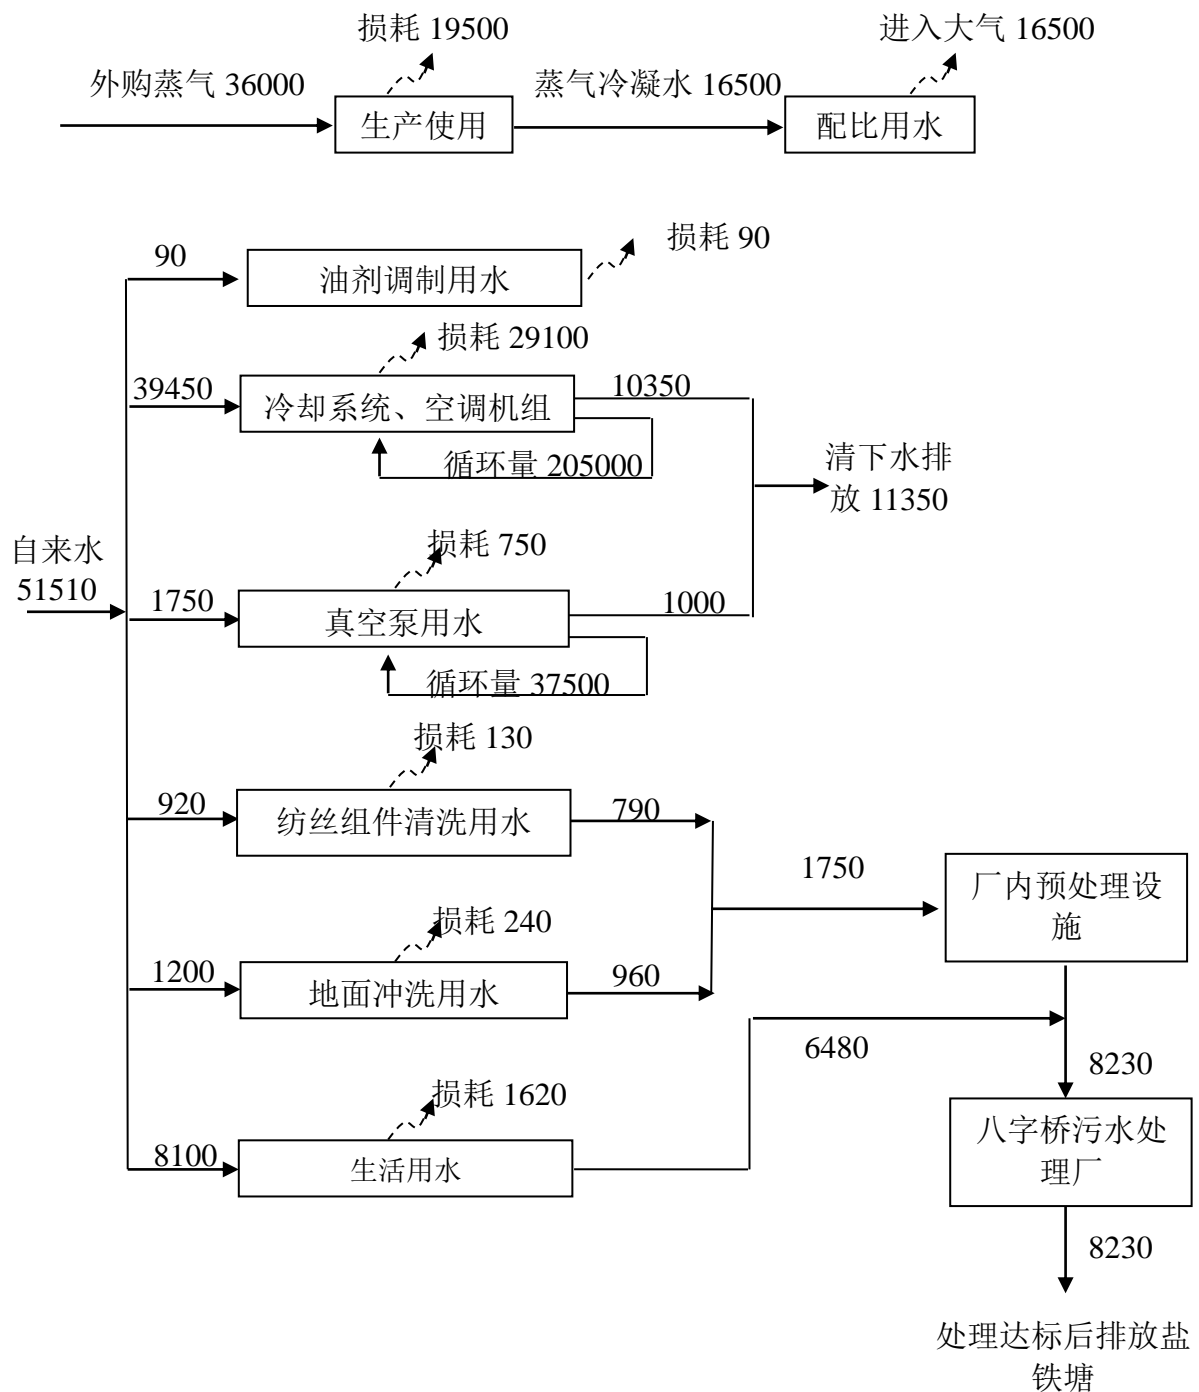 损耗 19500
进入大气 16500
外购蒸气 36000
蒸气冷凝水 16500
生产使用
配比用水
损耗 90
90
油剂调制用水
损耗 29100
39450
冷却系统、空调机组
10350
循环量 205000
清下水排
放 11350
自来水
51510
损耗 750
1750
真空泵用水
1000
循环量 37500
损耗 130
920
纺丝组件清洗用水
790
1750
厂内预处理设
施
损耗 240
1200
地面冲洗用水
960
6480
8230
损耗 1620
8100
生活用水
八字桥污水处
理厂
8230
处理达标后排放盐
铁塘